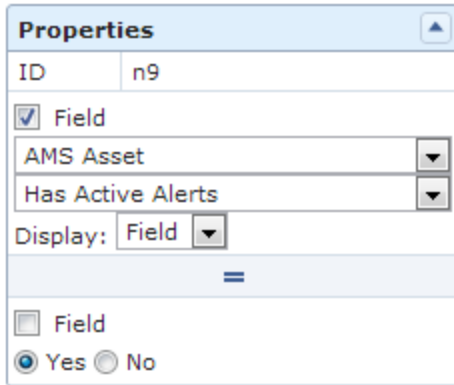 Properties
ID n9
Field
AMS Asset
Has Active Alerts
Display: Field
=
Field
Yes No